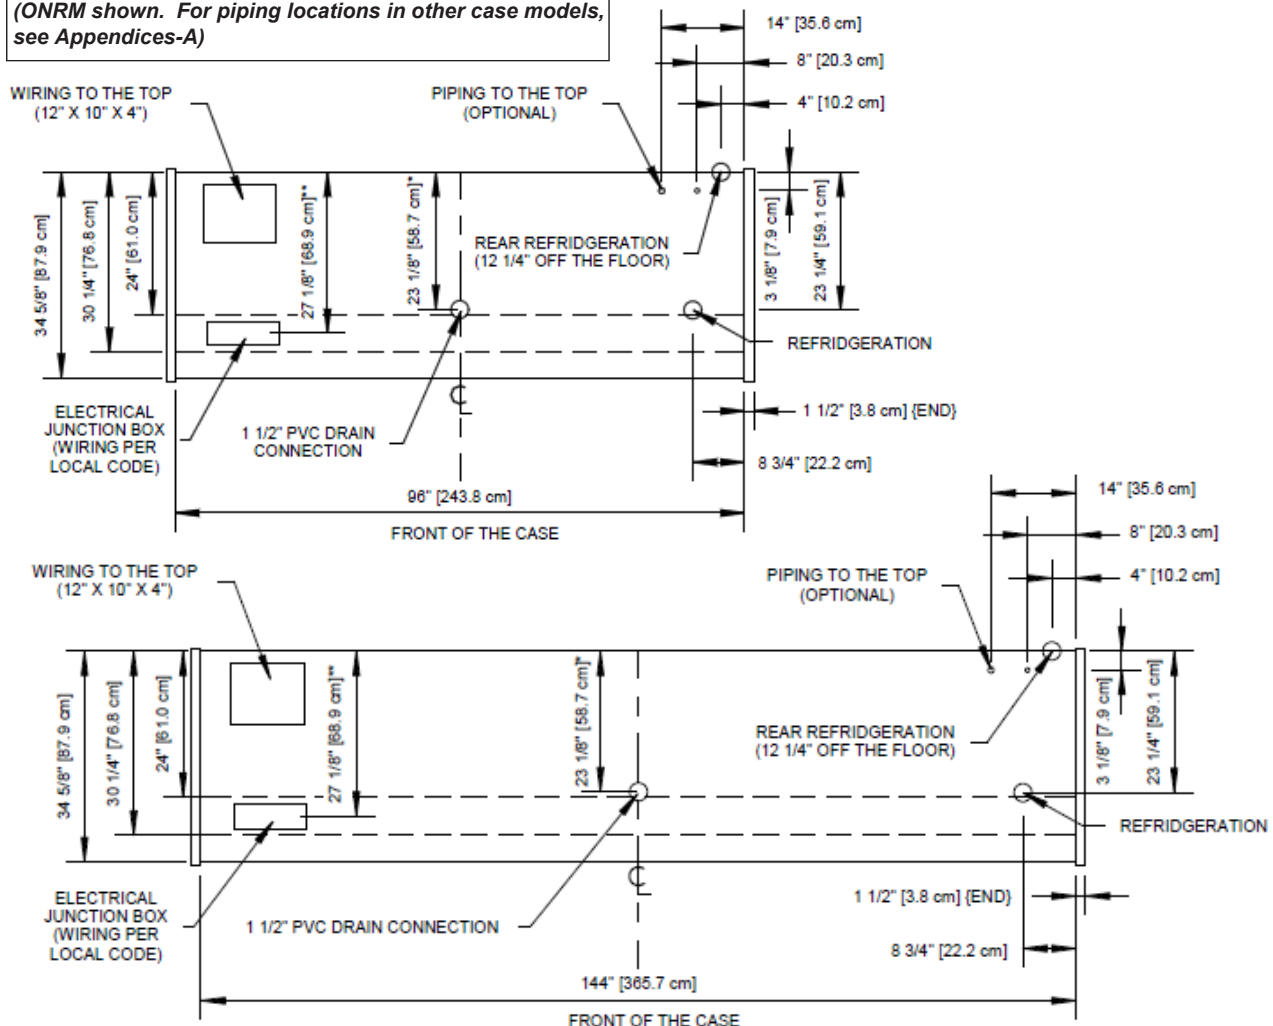 (ONRM shown. For piping locations in other case models,
see Appendices-A)
14" [35.6 cm]
8" [20.3 cm]
4" [10.2 cm]
WIRING TO THE TOP
(12" X 10" X 4")
PIPING TO THE TOP
(OPTIONAL)
34 5/8" [87.9 cm]
30 1/4" [76.8 cm]
24" [61.0 cm]
27 1/8" [68.9 cm]**
23 1/8" [58.7 cm]*
REAR REFRIDGERATION
(12 1/4" OFF THE FLOOR)
3 1/8" [7.9 cm]
23 1/4" [59.1 cm]
REFRIDGERATION
ELECTRICAL
JUNCTION BOX
(WIRING PER
LOCAL CODE)
1 1/2" PVC DRAIN
CONNECTION
CL
1 1/2" [3.8 cm] {END}
8 3/4" [22.2 cm]
96" [243.8 cm]
FRONT OF THE CASE
14" [35.6 cm]
8" [20.3 cm]
4" [10.2 cm]
WIRING TO THE TOP
(12" X 10" X 4")
PIPING TO THE TOP
(OPTIONAL)
34 5/8" [87.9 cm]
30 1/4" [76.8 cm]
24" [61.0 cm]
27 1/8" [68.9 cm]**
23 1/8" [58.7 cm]*
REAR REFRIDGERATION
(12 1/4" OFF THE FLOOR)
3 1/8" [7.9 cm]
23 1/4" [59.1 cm]
REFRIDGERATION
ELECTRICAL
JUNCTION BOX
(WIRING PER
LOCAL CODE)
1 1/2" PVC DRAIN CONNECTION
CL
1 1/2" [3.8 cm] {END}
8 3/4" [22.2 cm]
144" [365.7 cm]
FRONT OF THE CASE